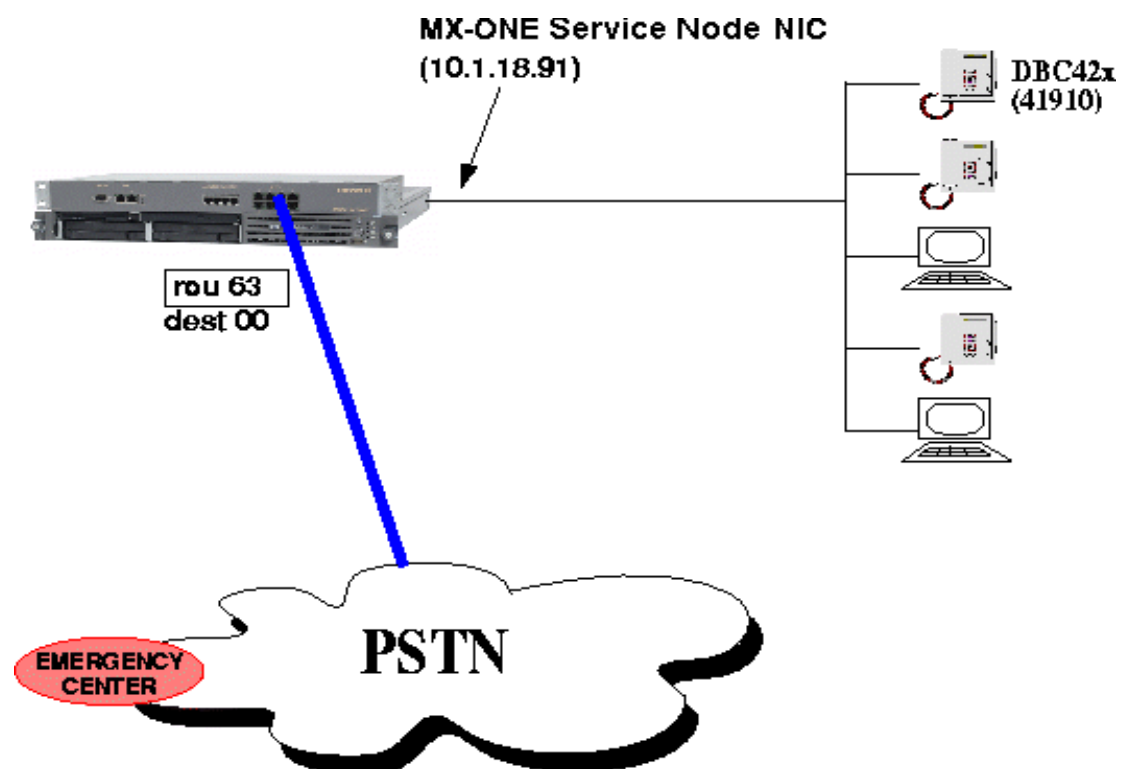 MX-ONE Service Node NIC
(10.1.18.91)
DBC42x
(41910)
rou 63
dest 00
PSTN
EMERGENCY
CENTER